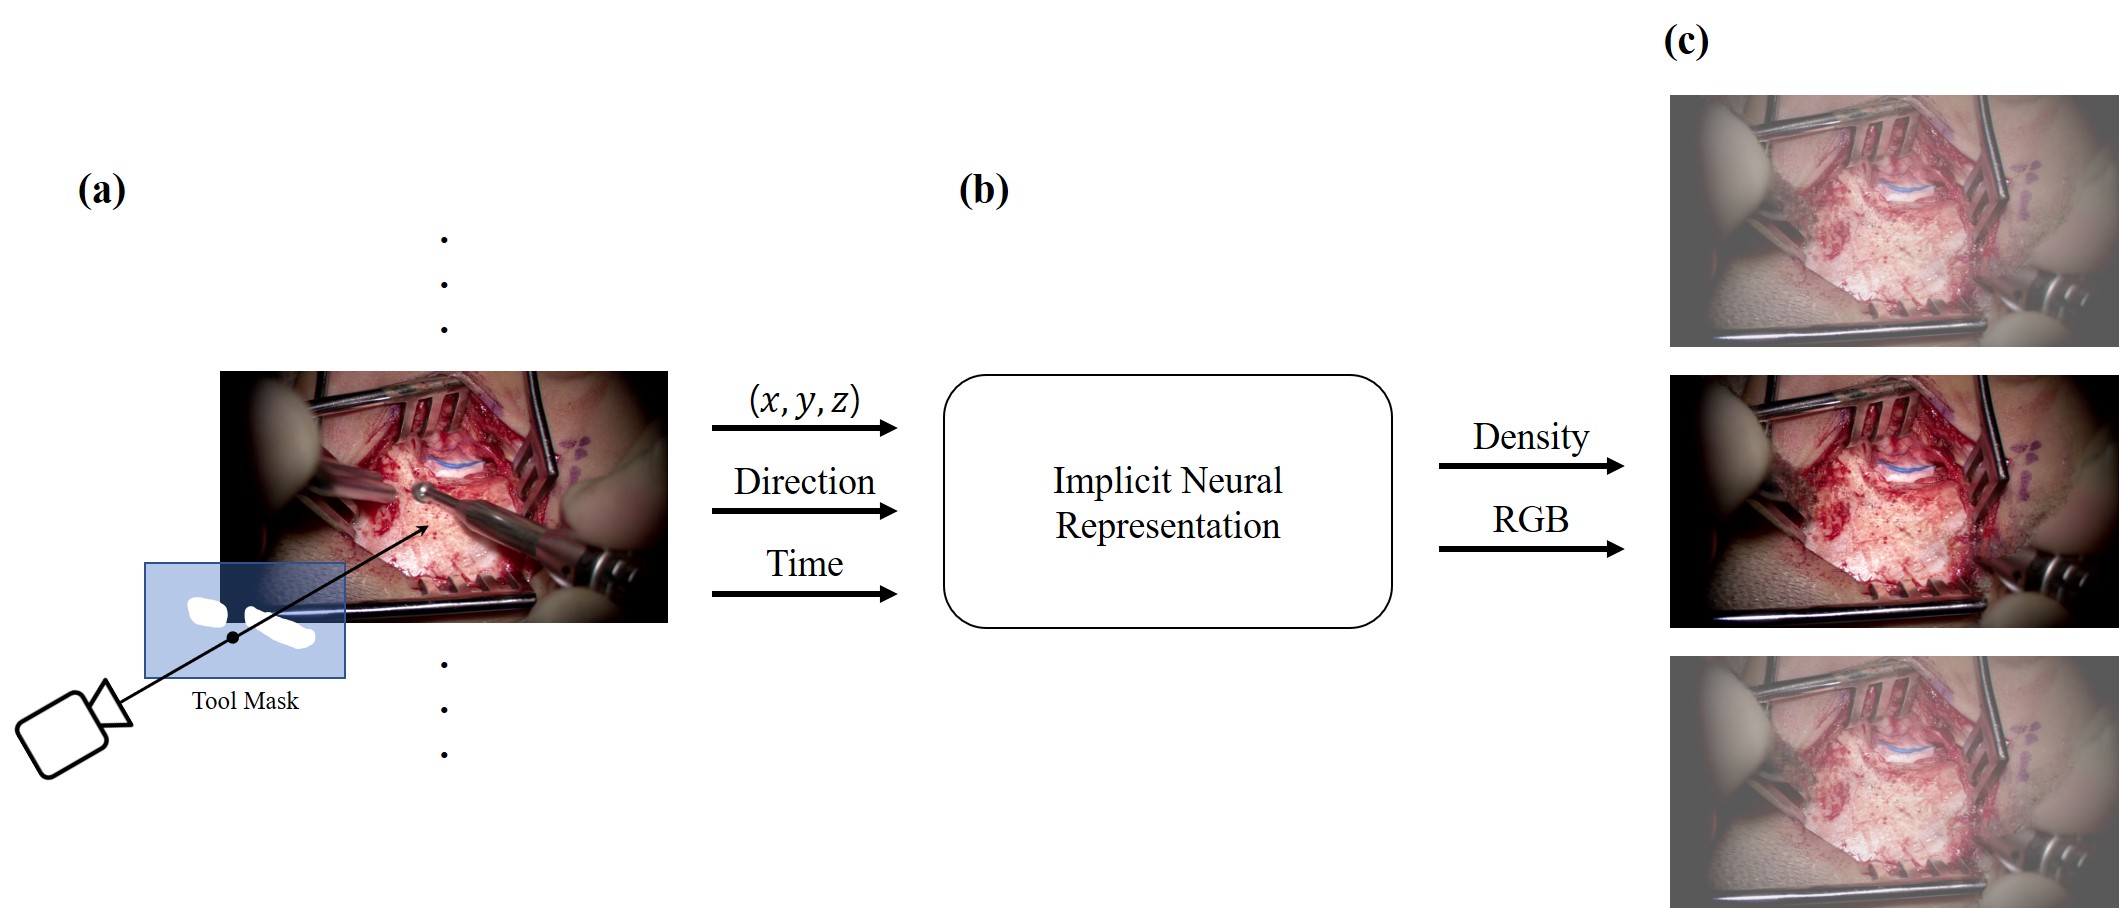 (a)
Tool Mask
(x, y, z)
Direction
Time
(b)
Implicit Neural
Representation
Density
RGB
(c)